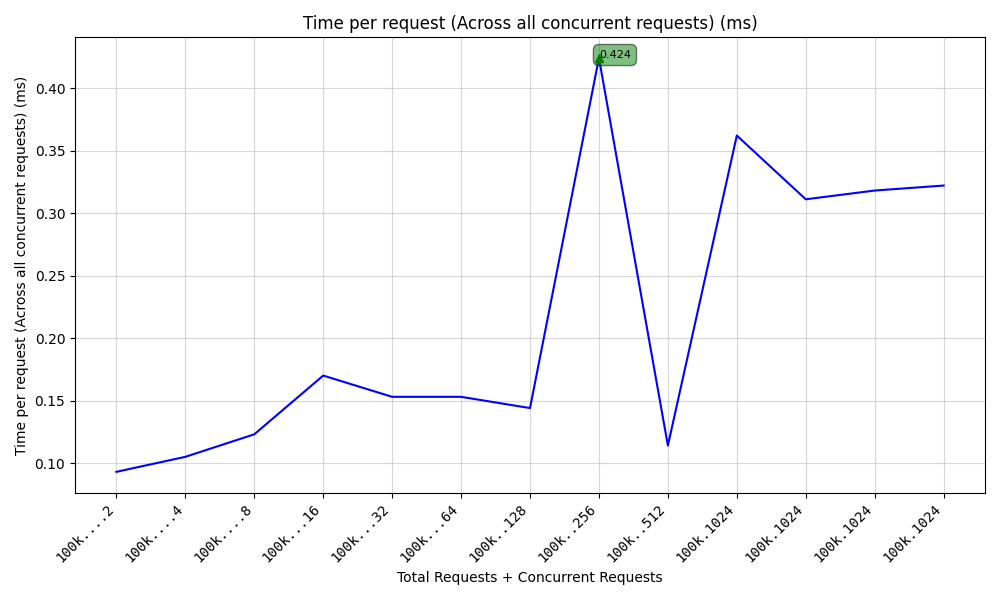 Time per request (Across all concurrent requests) (ms)
0.424
Time per request (Across all concurrent requests) (ms)
0.40
0.35
0.30
0.25
0.20
0.15
0.10
100k....2
100k....4
100k....8
100k...16
100k...32
100k...64
100k..128
100k..256
100k..512
100k.1024
100k.1024
100k.1024
100k.1024
Total Requests + Concurrent Requests